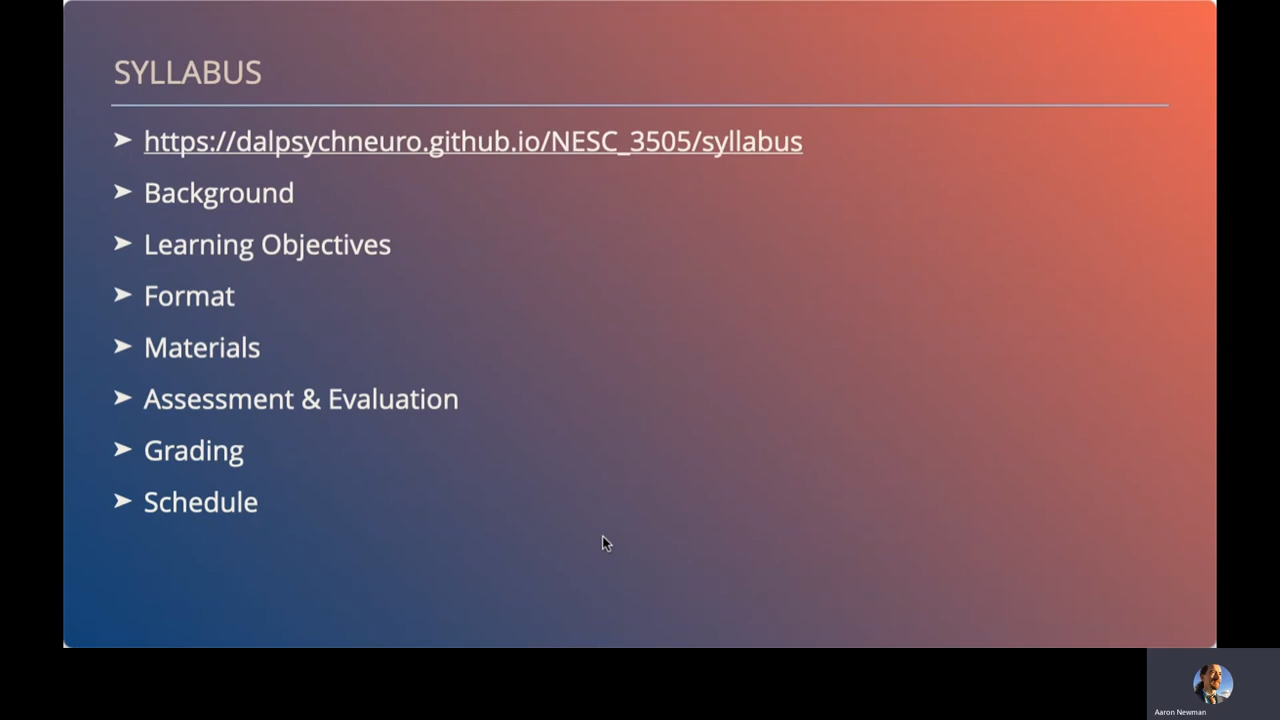 SYLLABUS
https://dalpsychneuro.github.io/NESC_3505/syllabus
Background
Learning Objectives
Format
Materials
Assessment & Evaluation
Grading
Schedule
Aaron Newman